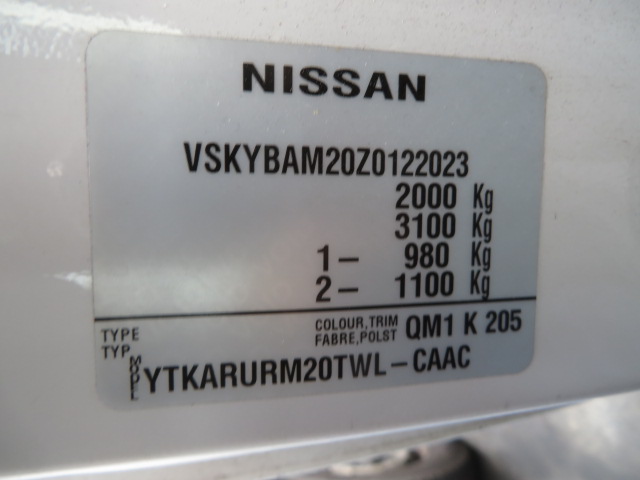 NISSAN
VSKYBAM20Z0122023
2000 Kg
3100 Kg
1- 980 Kg
2- 1100 Kg
TYPE
TYP
COLOUR,TRIM
FABRE,POLST
QM1 K 205
MODEL
YTKARURM20TWL-CAAC